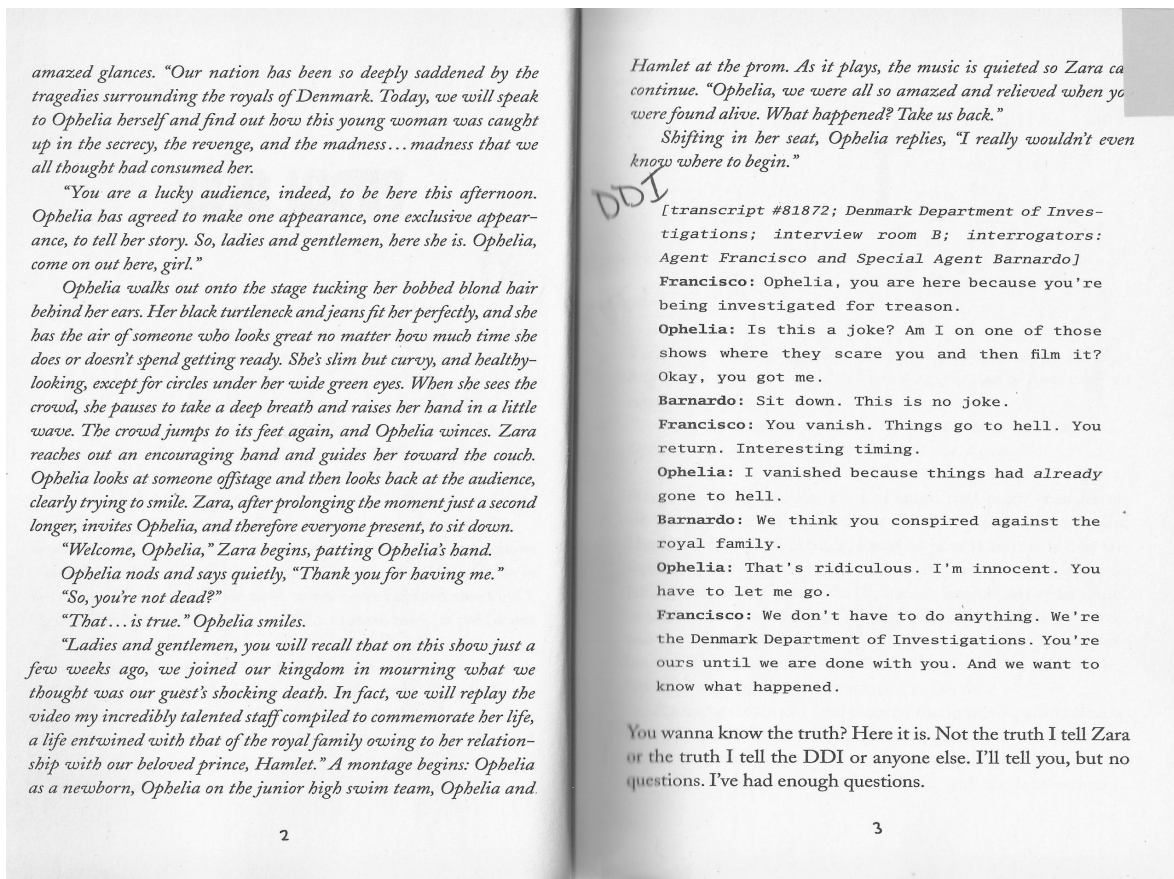 amazed glances. “Our nation has been so deeply saddened by the
tragedies surrounding the royals of Denmark. Today, we will speak
to Ophelia herself and find out how this young woman was caught
up in the secrecy, the revenge, and the madness…madness that we
all thought had consumed her.
“You are a lucky audience, indeed, to be here this afternoon.
Ophelia has agreed to make one appearance, one exclusive appear-
ance, to tell her story. So, ladies and gentlemen, here she is. Ophelia,
come on out here, girl.”
Ophelia walks out onto the stage tucking her bobbed blond hair
behind her ears. Her black turtleneck and jeans fit her perfectly, and she
has the air of someone who looks great no matter how much time she
does or doesn’t spend getting ready. She’s slim but curvy, and healthy-
looking, except for circles under her wide green eyes. When she sees the
crowd, she pauses to take a deep breath and raises her hand in a little
wave. The crowd jumps to its feet again, and Ophelia winces. Zara
reaches out an encouraging hand and guides her toward the couch.
Ophelia looks at someone offstage and then looks back at the audience,
clearly trying to smile. Zara, after prolonging the moment just a second
longer, invites Ophelia, and therefore everyone present, to sit down.
“Welcome, Ophelia,” Zara begins, patting Ophelia’s hand.
Ophelia nods and says quietly, “Thank you for having me.”
“So, you’re not dead?”
“That…is true.” Ophelia smiles.
“Ladies and gentlemen, you will recall that on this show just a
few weeks ago, we joined our kingdom in mourning what we
thought was our guest’s shocking death. In fact, we will replay the
video my incredibly talented staff compiled to commemorate her life,
a life entwined with that of the royal family owing to her relation-
ship with our beloved prince, Hamlet.” A montage begins: Ophelia
as a newborn, Ophelia on the junior high swim team, Ophelia and
2
Hamlet at the prom. As it plays, the music is quieted so Zara ca
continue. “Ophelia, we were all so amazed and relieved when yo
were found alive. What happened? Take us back.”
Shifting in her seat, Ophelia replies, “I really wouldn’t even
know where to begin.”
DDI
[transcript #81872; Denmark Department of Inves-
tigations; interview room B; interrogators:
Agent Francisco and Special Agent Barnardo]
Francisco: Ophelia, you are here because you’re
being investigated for treason.
Ophelia: Is this a joke? Am I on one of those
shows where they scare you and then film it?
Okay, you got me.
Barnardo: Sit down. This is no joke.
Francisco: You vanish. Things go to hell. You
return. Interesting timing.
Ophelia: I vanished because things had already
gone to hell.
Barnardo: We think you conspired against the
royal family.
Ophelia: That’s ridiculous. I’m innocent. You
have to let me go.
Francisco: We don’t have to do anything. We’re
the Denmark Department of Investigations. You’re
ours until we are done with you. And we want to
know what happened.
You wanna know the truth? Here it is. Not the truth I tell Zara
or the truth I tell the DDI or anyone else. I’ll tell you, but no
questions. I’ve had enough questions.
3